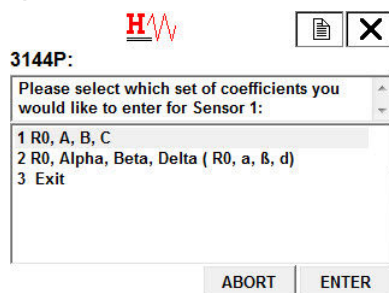 H
3144P:
Please select which set of coefficients you
would like to enter for Sensor 1:
1 R0, A, B, C
2 R0, Alpha, Beta, Delta ( R0, a, ß, d)
3 Exit
ABORT ENTER